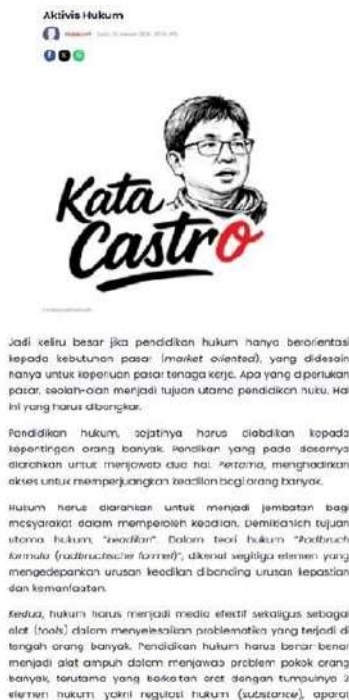 Aktivis Hukum
Kata
Castro
Jadi keliru besar jika pendidikan hukum hanya berorientasi
kepada kebutuhan pasar (market oriented), yang didesain
hanya untuk keperluan pasar tenaga kerja. Apa yang diperlukan
pasar, seolah-olah menjadi tujuan utama pendidikan huku. Hal
ini yang harus dibongkar.
Pendidikan hukum, sejatinya harus diabdikan kepada
kepentingan orang banyak. Pendikan yang pada dasarnya
diarahkan untuk menjawab dua hal. Pertama, menghadirkan
akses untuk memperjuangkan keadilan bagi orang banyak.
Hukum harus diarahkan untuk menjadi jembatan bagi
masyarakat dalam memperoleh keadilan. Demikianlah tujuan
utama hukum, "keadilan". Dalam teori hukum "Radbruch
formula (radbruchsche formel)", dikenal segitiga elemen yang
mengedepankan urusan keadilan dibanding urusan kepastian
dan kemanfaatan.
Kedua, hukum harus menjadi media efektif sekaligus sebagai
alat (tools) dalam menyelesaikan problematika yang terjadi di
tengah orang banyak. Pendidikan hukum harus benar-benar
menjadi alat ampuh dalam menjawab problem pokok orang
banyak, terutama yang berkaitan erat dengan tumpulnya 3
elemen hukum, yakni regulasi hukum (substance), aparat